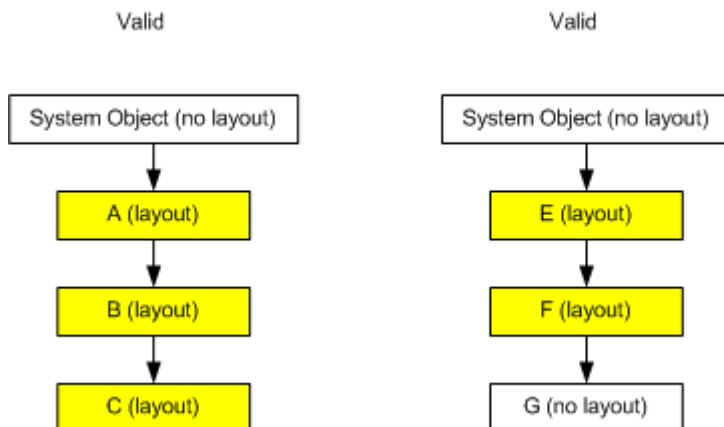 Valid
System Object (no layout)
A (layout)
B (layout)
C (layout)
Valid
System Object (no layout)
E (layout)
F (layout)
G (no layout)